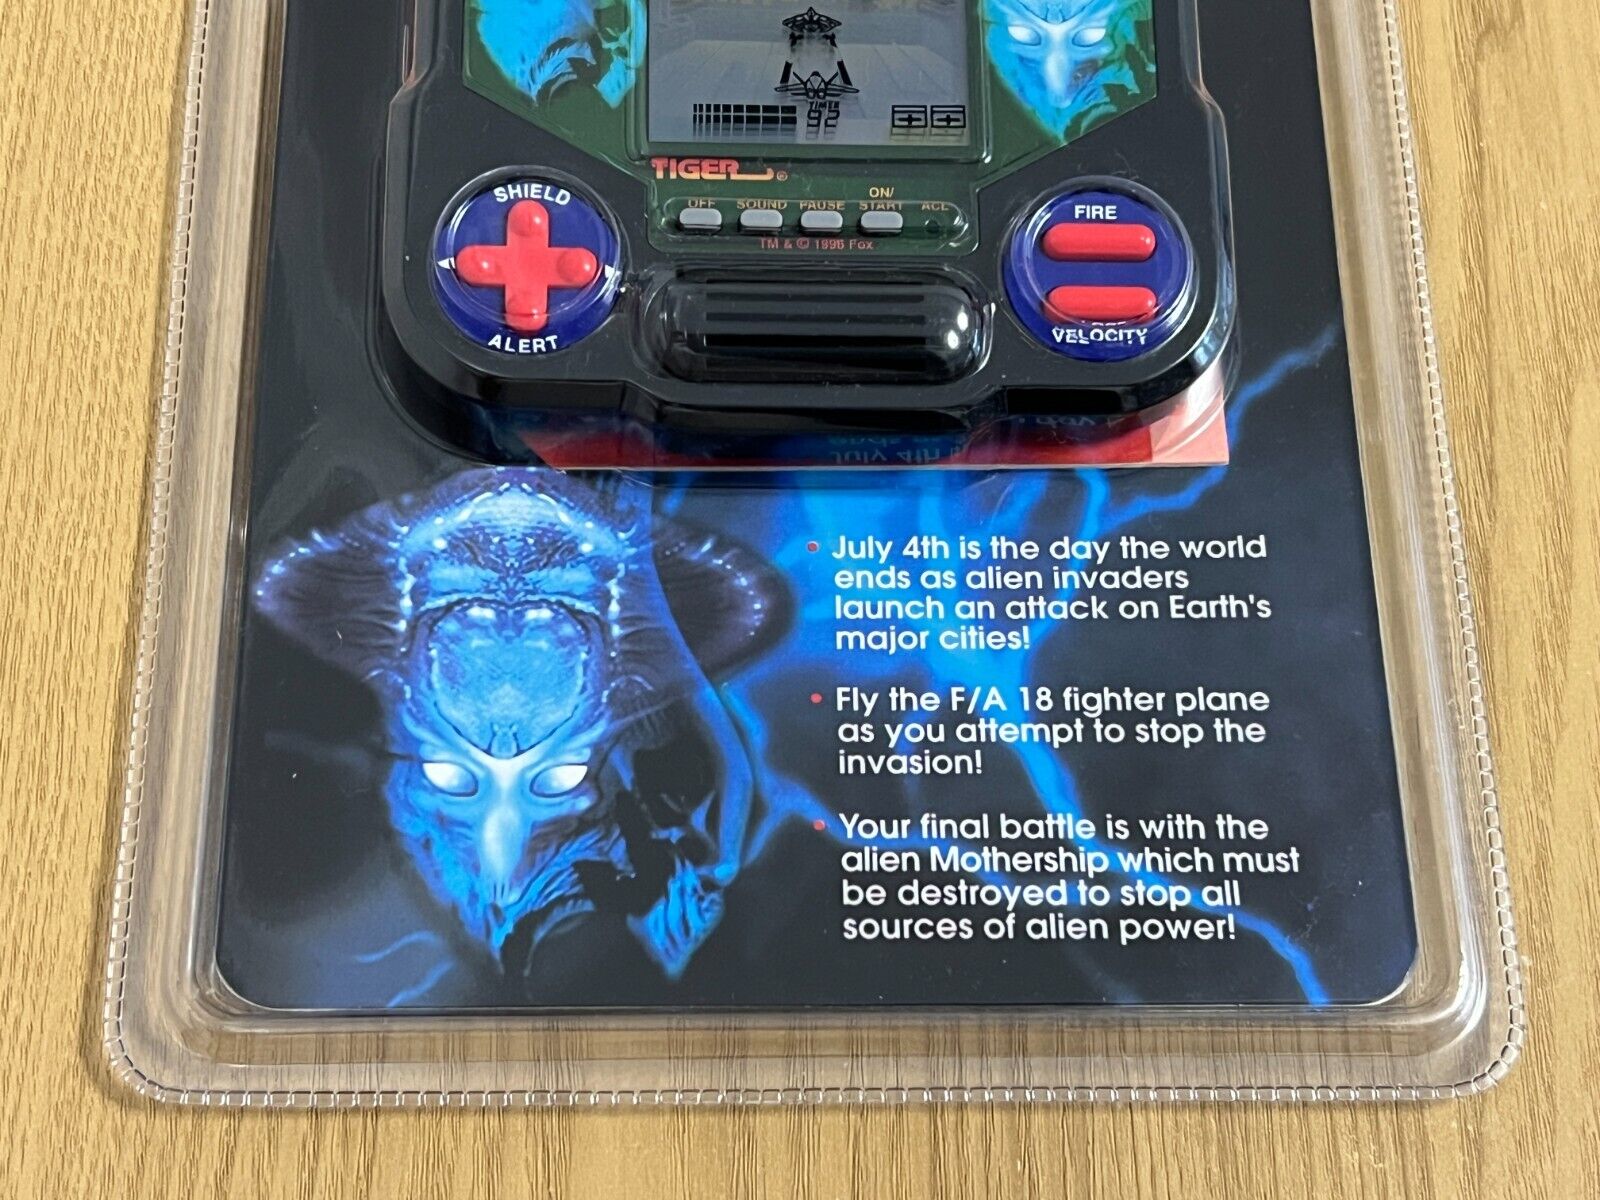 TIMER
92
TIGER®
OFF SOUND PAUSE ON/
START ACL
TM & © 1996 Fox
SHIELD
ALERT
FIRE
VELOCITY
• July 4th is the day the world
ends as alien invaders
launch an attack on Earth's
major cities!
• Fly the F/A 18 fighter plane
as you attempt to stop the
invasion!
• Your final battle is with the
alien Mothership which must
be destroyed to stop all
sources of alien power!